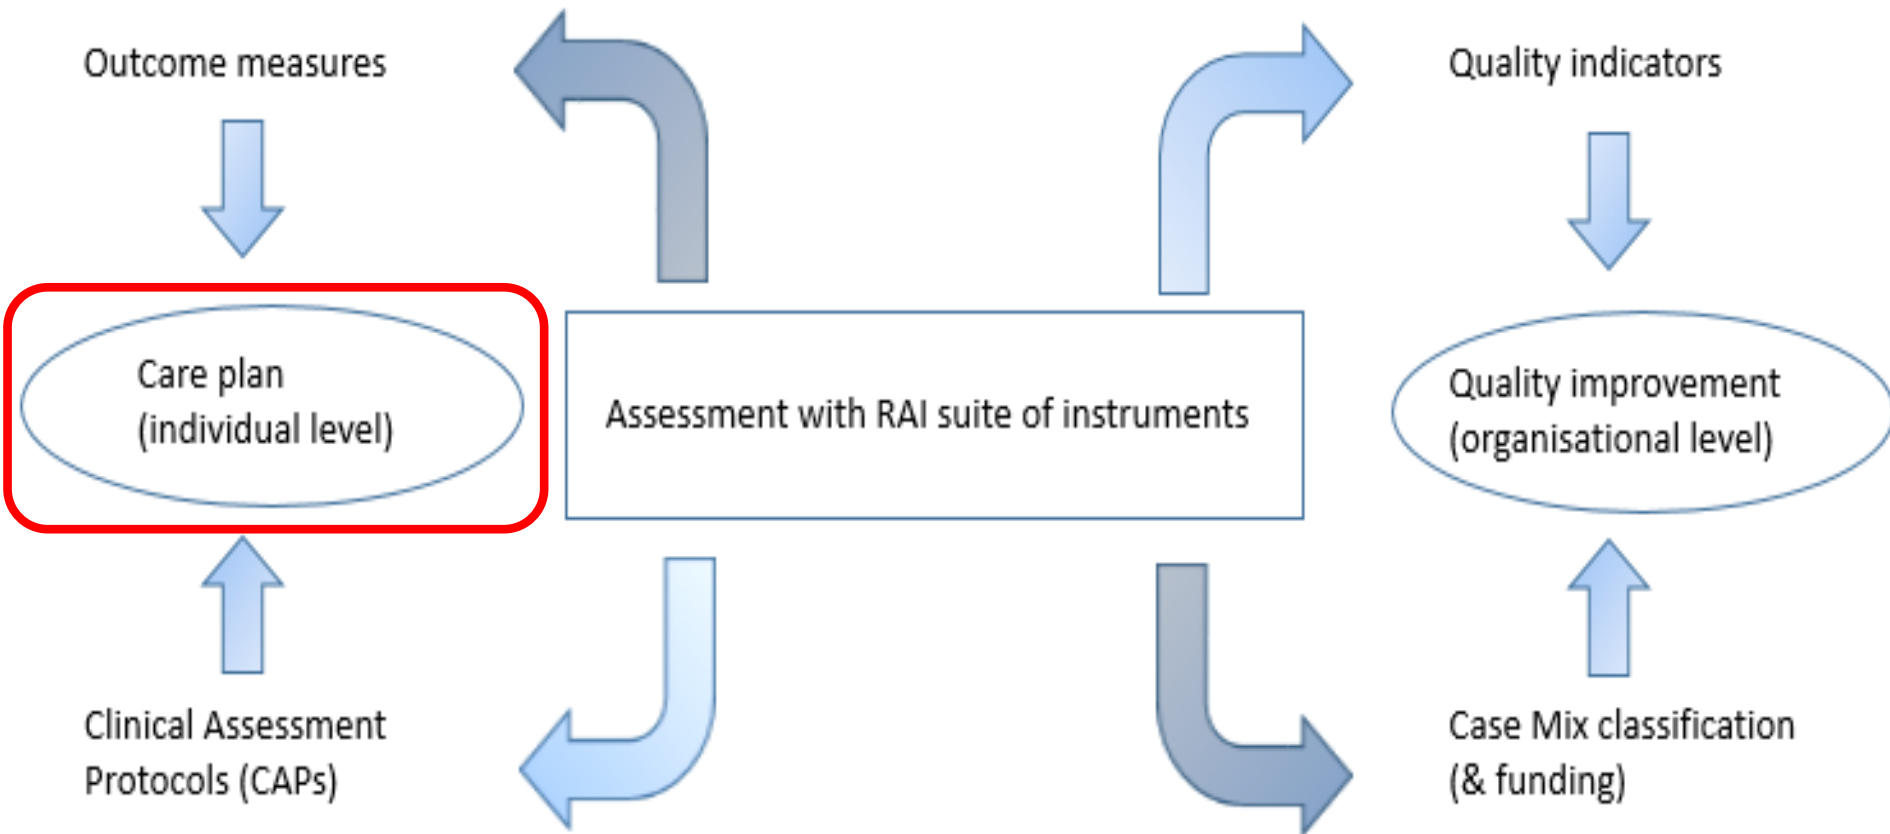 Outcome measures
Quality indicators
Care plan
(individual level)
Assessment with RAI suite of instruments
Quality improvement
(organisational level)
Clinical Assessment
Protocols (CAPs)
Case Mix classification
(& funding)